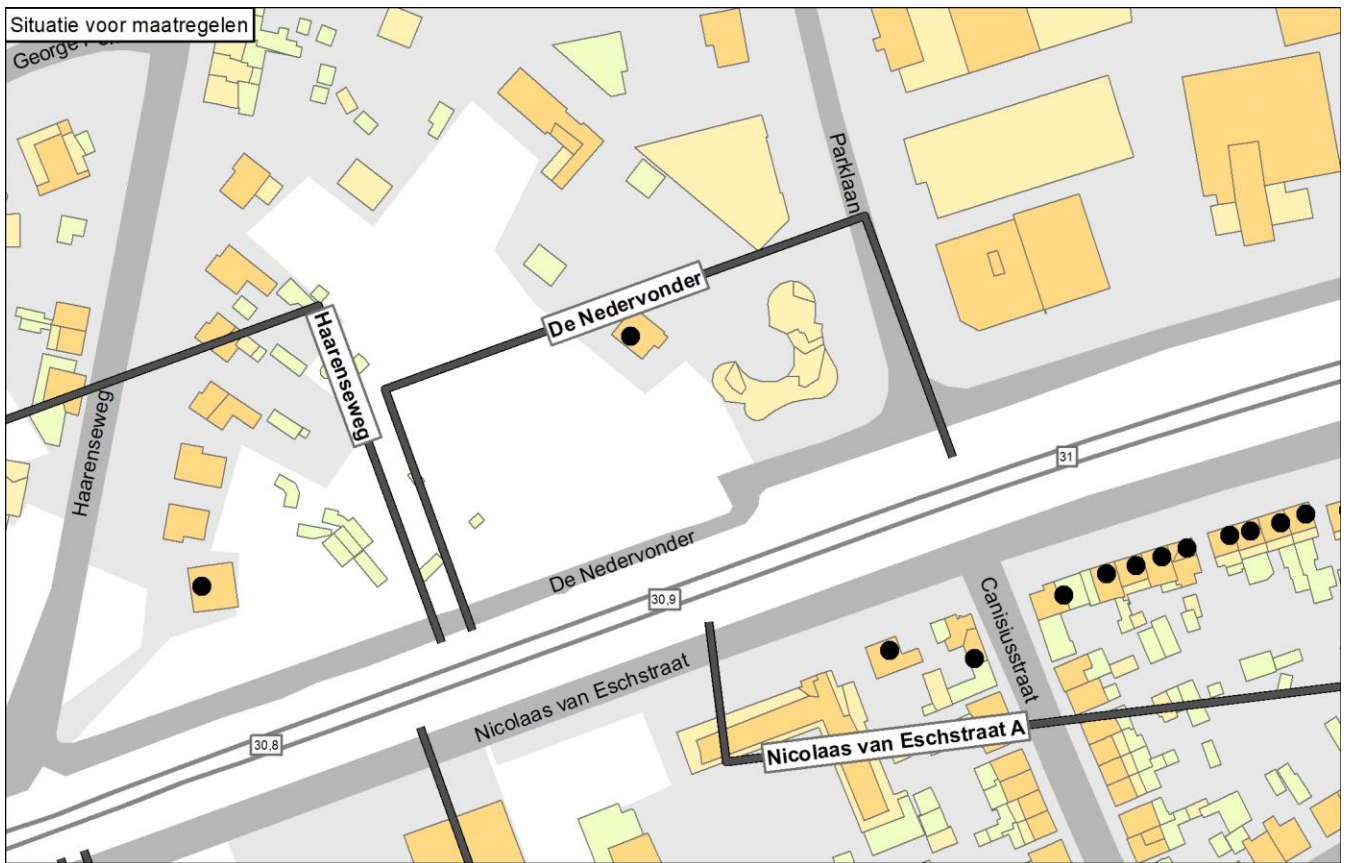 Situatie voor maatregelen
Parklaan
De Nedervonder
Haarenseweg
Haarenseweg
31
De Nedervonder
30,9
Canisiusstraat
Nicolaas van Eschstraat
Nicolaas van Eschstraat A
30,8